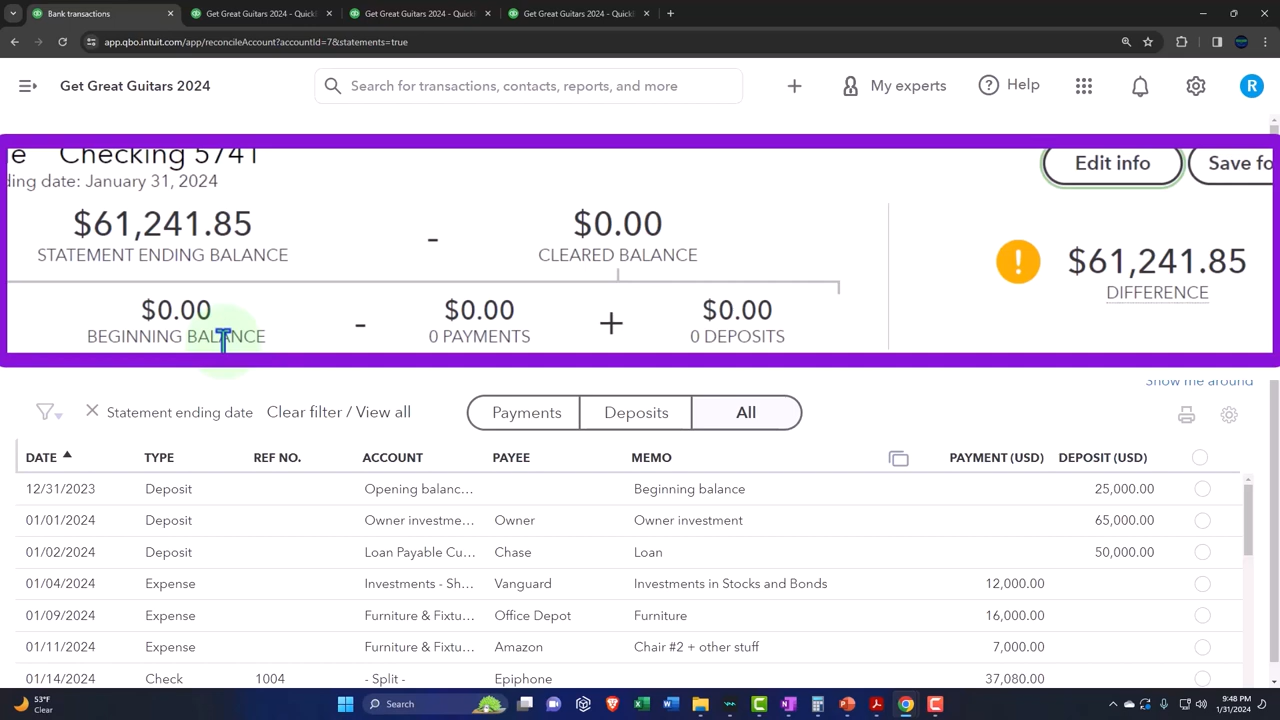 Bank transactions
Get Great Guitars 2024 - Quick
Get Great Guitars 2024 - Quick
Get Great Guitars 2024 - Quick
app.qbo.intuit.com/app/reconcileAccount?accountId=7&statements=true
Get Great Guitars 2024
Search for transactions, contacts, reports, and more
My experts
Help
R
Checking 5741
ding date: January 31, 2024
Edit info
Save fo
$61,241.85
STATEMENT ENDING BALANCE
-
$0.00
CLEARED BALANCE
$61,241.85
DIFFERENCE
$0.00
BEGINNING BALANCE
-
$0.00
0 PAYMENTS
+
$0.00
0 DEPOSITS
Show me around
Statement ending date Clear filter / View all
Payments Deposits All
DATE TYPE REF NO. ACCOUNT PAYEE MEMO PAYMENT (USD) DEPOSIT (USD)
12/31/2023 Deposit Opening balanc... Beginning balance 25,000.00
01/01/2024 Deposit Owner investme... Owner Owner investment 65,000.00
01/02/2024 Deposit Loan Payable Cu... Chase Loan 50,000.00
01/04/2024 Expense Investments - Sh... Vanguard Investments in Stocks and Bonds 12,000.00
01/09/2024 Expense Furniture & Fixtu... Office Depot Furniture 16,000.00
01/11/2024 Expense Furniture & Fixtu... Amazon Chair #2 + other stuff 7,000.00
01/14/2024 Check 1004 - Split - Epiphone 37,080.00
53°F
Clear
Search
9:48 PM
1/31/2024